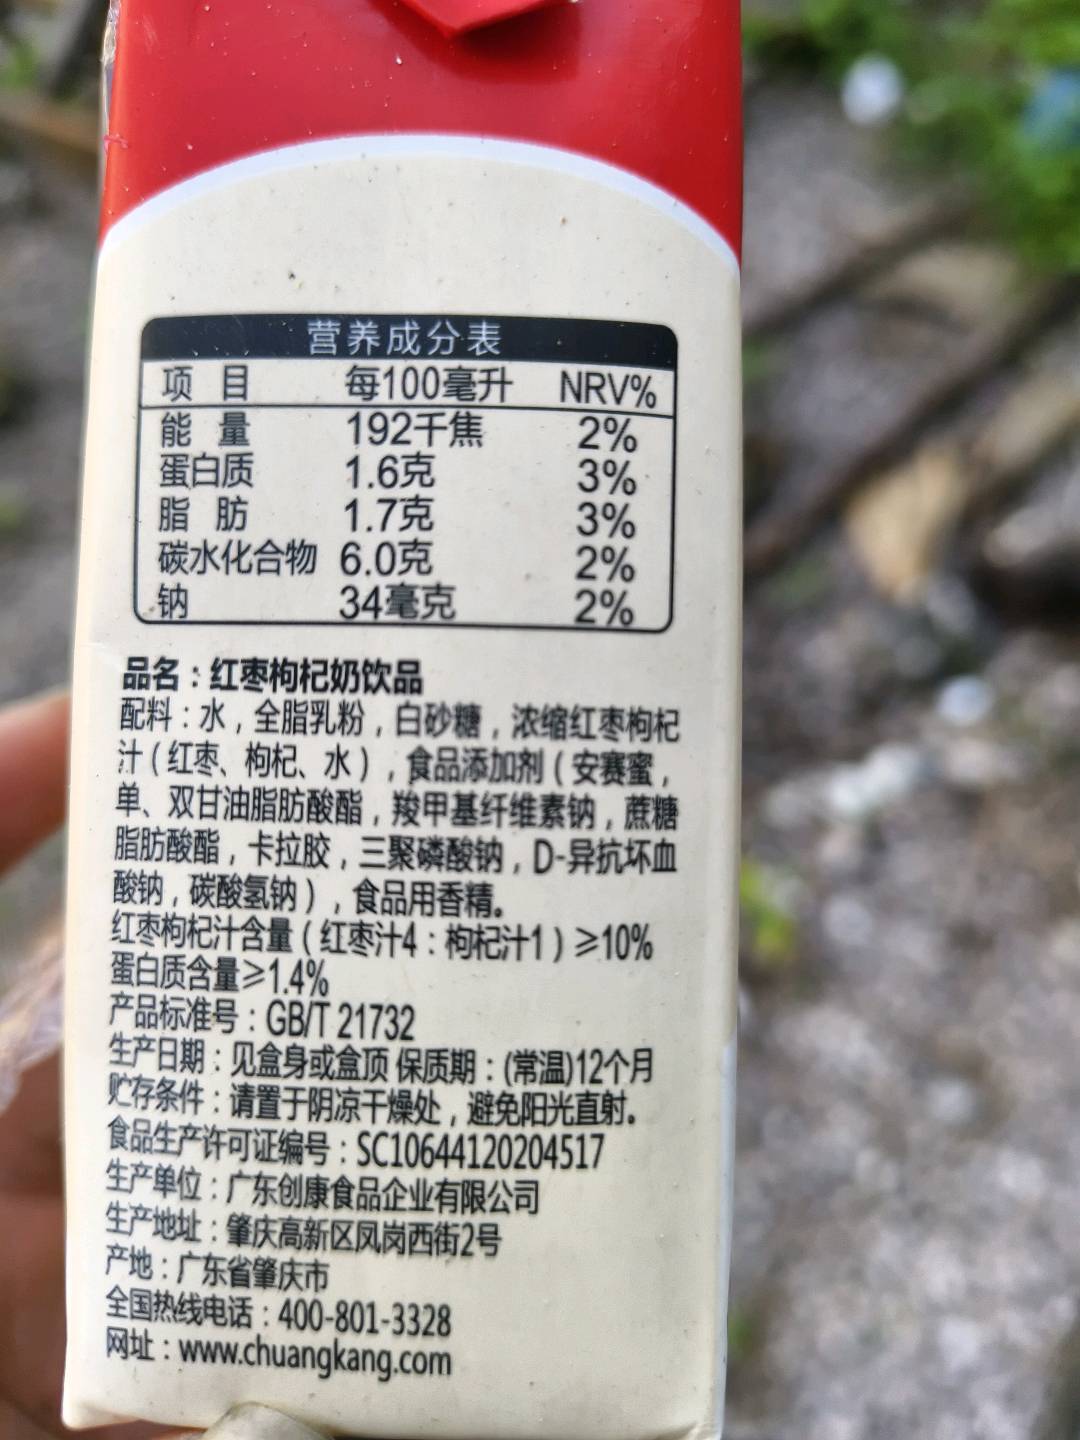 营养成分表
项 目 每100毫升 NRV%
能 量 192千焦 2%
蛋白质 1.6克 3%
脂 肪 1.7克 3%
碳水化合物 6.0克 2%
钠 34毫克 2%
品名：红枣枸杞奶饮品
配料：水，全脂乳粉，白砂糖，浓缩红枣枸杞
汁（红枣、枸杞、水），食品添加剂（安赛蜜，
单、双甘油脂肪酸酯，羧甲基纤维素钠，蔗糖
脂肪酸酯，卡拉胶，三聚磷酸钠，D-异抗坏血
酸钠，碳酸氢钠），食品用香精。
红枣枸杞汁含量（红枣汁4：枸杞汁1）≥10%
蛋白质含量≥1.4%
产品标准号：GB/T 21732
生产日期：见盒身或盒顶 保质期：(常温)12个月
贮存条件：请置于阴凉干燥处，避免阳光直射。
食品生产许可证编号：SC10644120204517
生产单位：广东创康食品企业有限公司
生产地址：肇庆高新区凤岗西街2号
产地：广东省肇庆市
全国热线电话：400-801-3328
网址：www.chuangkang.com